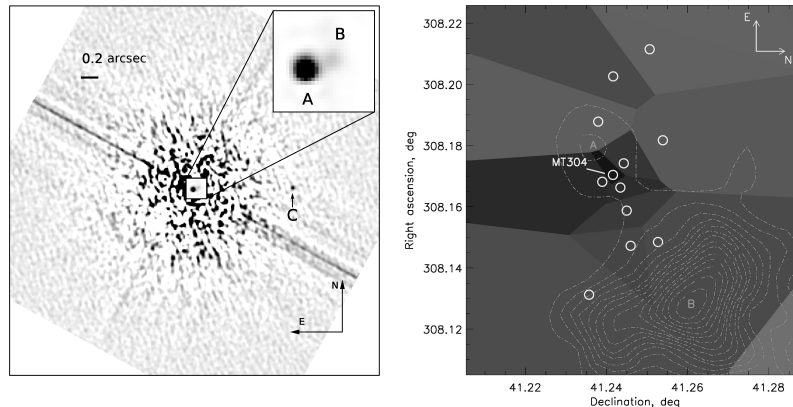 0.2 arcsec
B
A
C
N
E
308.22
308.20
308.18
308.16
308.14
308.12
Right ascension, deg
E
N
A
MT304
B
41.22
41.24
41.26
41.28
Declination, deg